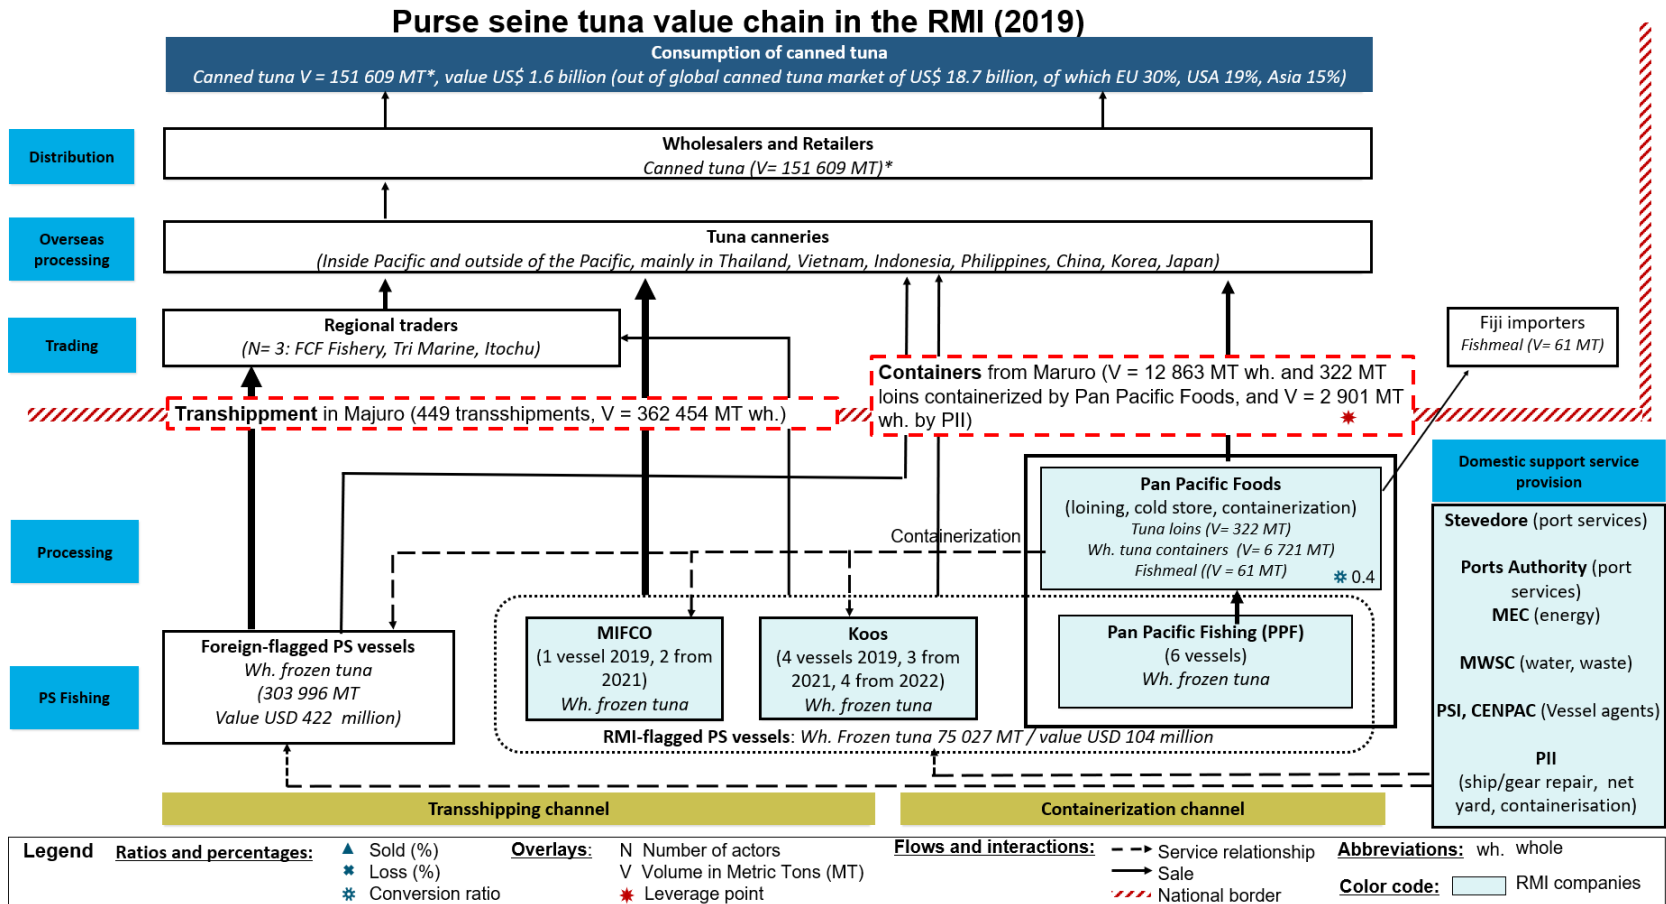 Purse seine tuna value chain in the RMI (2019)
Consumption of canned tuna
Canned tuna V = 151 609 MT*, value US$ 1.6 billion (out of global canned tuna market of US$ 18.7 billion, of which EU 30%, USA 19%, Asia 15%)
Distribution
Wholesalers and Retailers
Canned tuna (V= 151 609 MT)*
Overseas
processing
Tuna canneries
(Inside Pacific and outside of the Pacific, mainly in Thailand, Vietnam, Indonesia, Philippines, China, Korea, Japan)
Trading
Regional traders
(N= 3: FCF Fishery, Tri Marine, Itochu)
Fiji importers
Fishmeal (V= 61 MT)
Transhippment in Majuro (449 transshipments, V = 362 454 MT wh.)
Containers from Maruro (V = 12 863 MT wh. and 322 MT
loins containerized by Pan Pacific Foods, and V = 2 901 MT
wh. by PII)
Processing
Containerization
Pan Pacific Foods
(loining, cold store, containerization)
Tuna loins (V= 322 MT)
Wh. tuna containers (V= 6 721 MT)
Fishmeal ((V = 61 MT)
0.4
PS Fishing
Foreign-flagged PS vessels
Wh. frozen tuna
(303 996 MT
Value USD 422 million)
MIFCO
(1 vessel 2019, 2 from
2021)
Wh. frozen tuna
Koos
(4 vessels 2019, 3 from
2021, 4 from 2022)
Wh. frozen tuna
Pan Pacific Fishing (PPF)
(6 vessels)
Wh. frozen tuna
RMI-flagged PS vessels: Wh. Frozen tuna 75 027 MT / value USD 104 million
Domestic support service
provision
Stevedore (port services)
Ports Authority (port
services)
MEC (energy)
MWSC (water, waste)
PSI, CENPAC (Vessel agents)
PII
(ship/gear repair, net
yard, containerisation)
Transshipping channel
Containerization channel
Legend
Ratios and percentages:
Sold (%)
Loss (%)
Conversion ratio
Overlays:
N Number of actors
V Volume in Metric Tons (MT)
Leverage point
Flows and interactions:
Service relationship
Sale
National border
Abbreviations: wh. whole
Color code: RMI companies